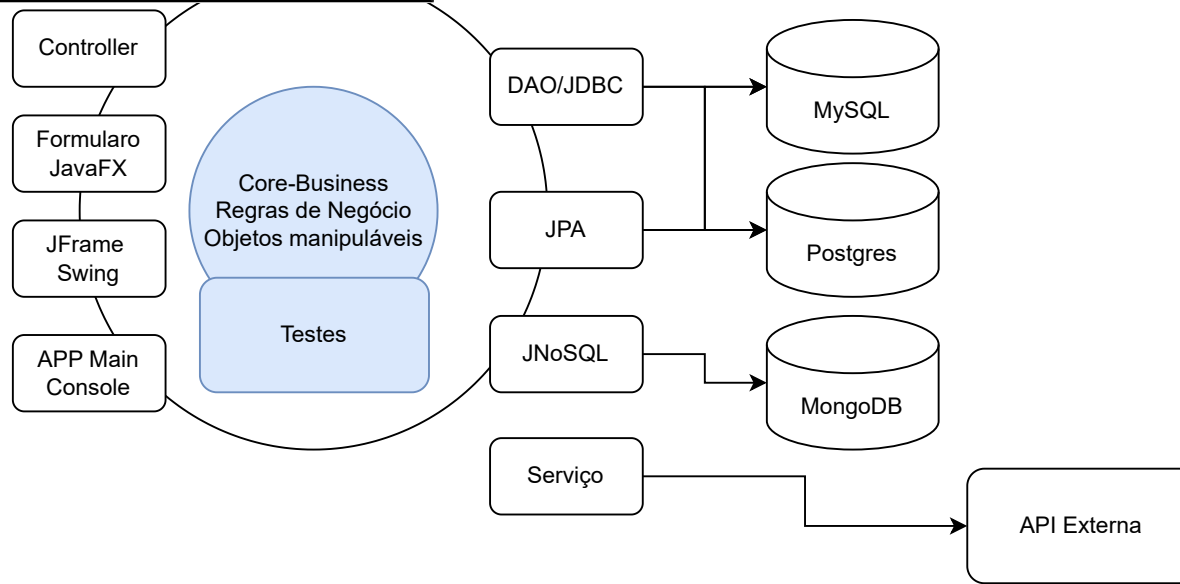 Controller
Formularo
JavaFX
JFrame
Swing
APP Main
Console
Core-Business
Regras de Negócio
Objetos manipuláveis
Testes
DAO/JDBC
JPA
JNoSQL
Serviço
MySQL
Postgres
MongoDB
API Externa